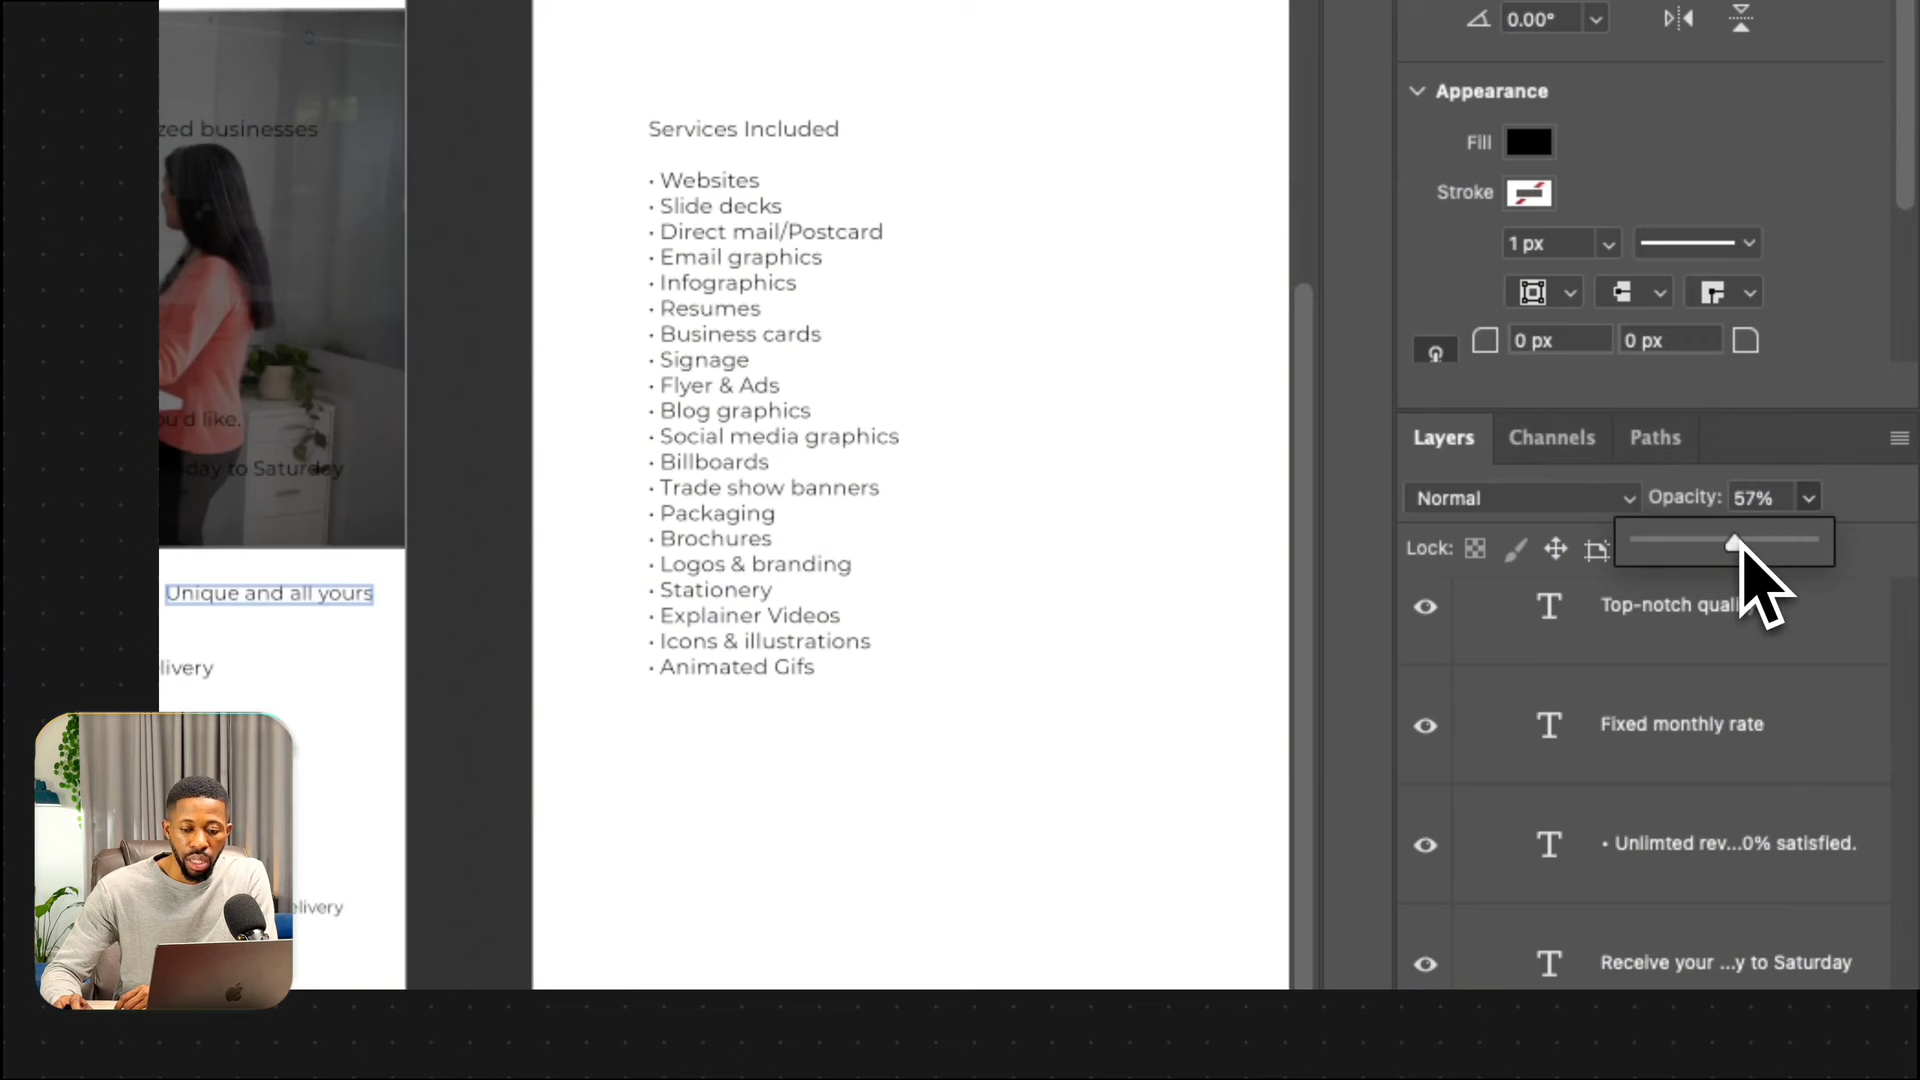 zed businesses
ou'd like.
day to Saturday
Unique and all yours
livery
elivery
Services Included
• Websites
• Slide decks
• Direct mail/Postcard
• Email graphics
• Infographics
• Resumes
• Business cards
• Signage
• Flyer & Ads
• Blog graphics
• Social media graphics
• Billboards
• Trade show banners
• Packaging
• Brochures
• Logos & branding
• Stationery
• Explainer Videos
• Icons & illustrations
• Animated Gifs
0.00°
Appearance
Fill
Stroke
1 px
0 px 0 px
Layers Channels Paths
Normal Opacity: 57%
Lock:
Top-notch quali
Fixed monthly rate
• Unlimted rev...0% satisfied.
Receive your ...y to Saturday